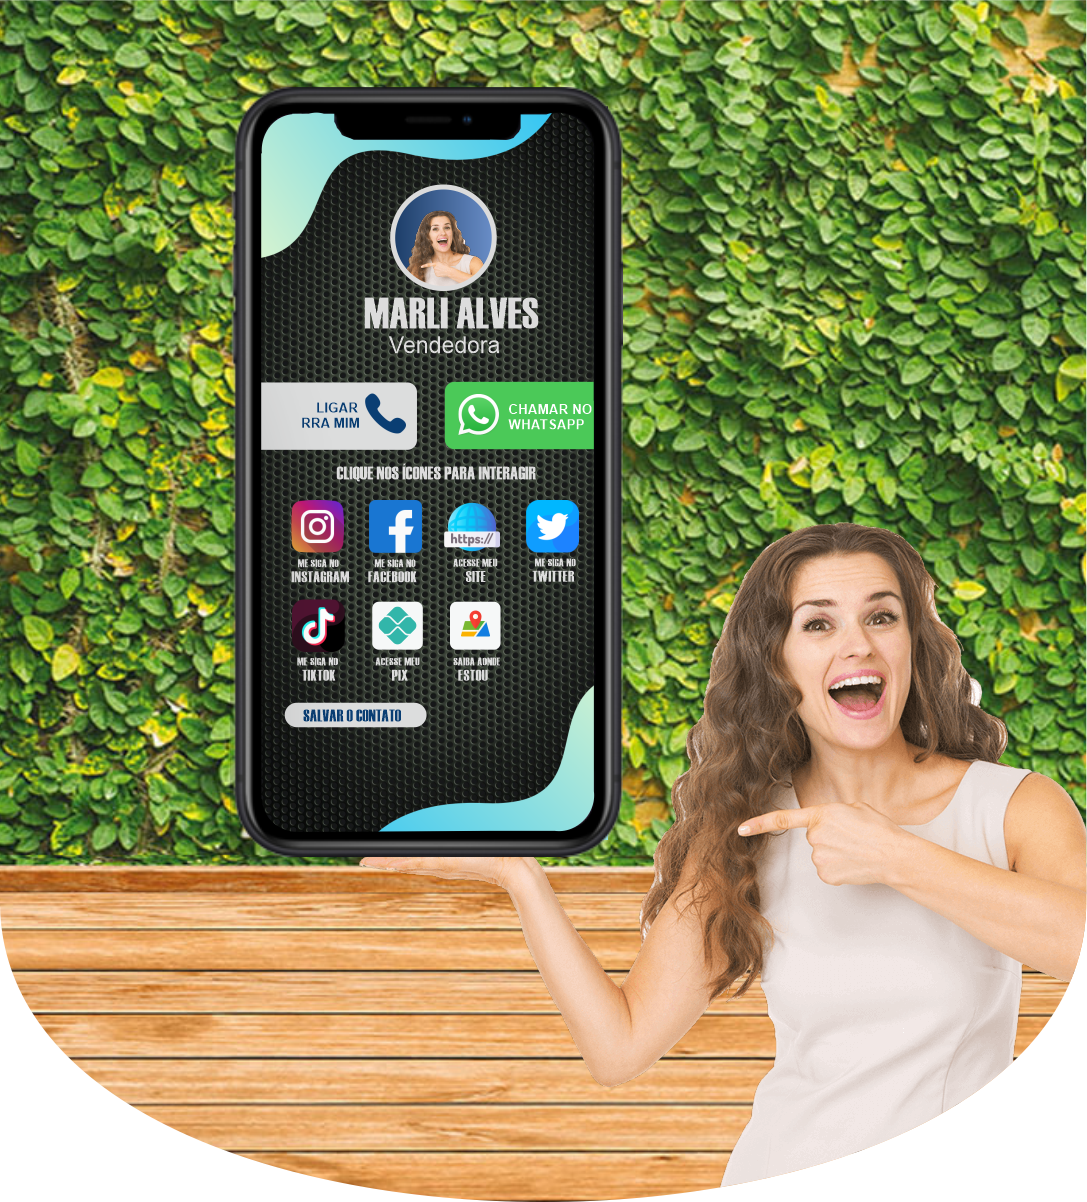 MARLI ALVES
Vendedora
LIGAR
RRA MIM
CHAMAR NO
WHATSAPP
CLIQUE NOS ÍCONES PARA INTERAGIR
https://
ME SIGA NO
INSTAGRAM
ME SIGA NO
FACEBOOK
ACESSE MEU
SITE
ME SIGA NO
TWITTER
ME SIGA NO
TIKTOK
ACESSE MEU
PIX
SAIBA AONDE
ESTOU
SALVAR O CONTATO